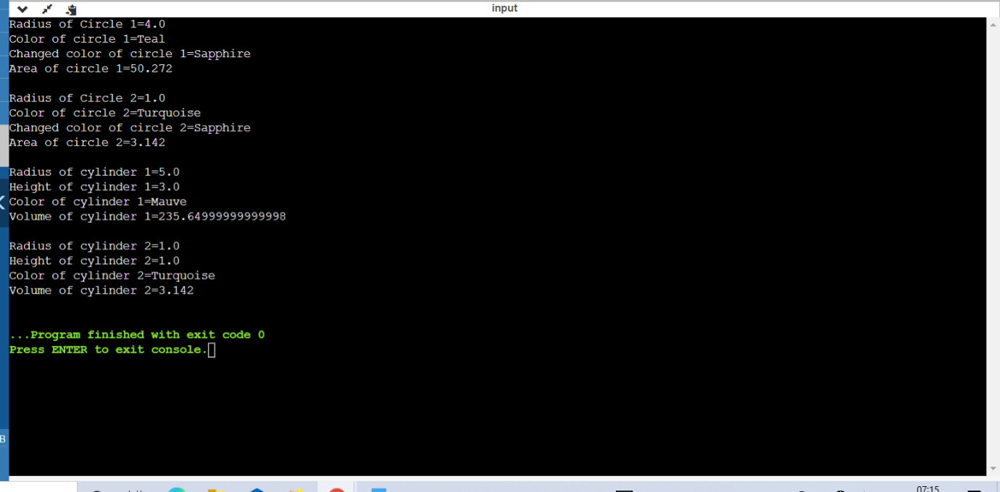 input
Radius of Circle 1=4.0
Color of circle 1=Teal
Changed color of circle 1=Sapphire
Area of circle 1=50.272
Radius of Circle 2=1.0
Color of circle 2=Turquoise
Changed color of circle 2=Sapphire
Area of circle 2=3.142
Radius of cylinder 1=5.0
Height of cylinder 1=3.0
Color of cylinder 1=Mauve
Volume of cylinder 1=235.64999999999998
Radius of cylinder 2=1.0
Height of cylinder 2=1.0
Color of cylinder 2=Turquoise
Volume of cylinder 2=3.142
...Program finished with exit code 0
Press ENTER to exit console.
B
07:15